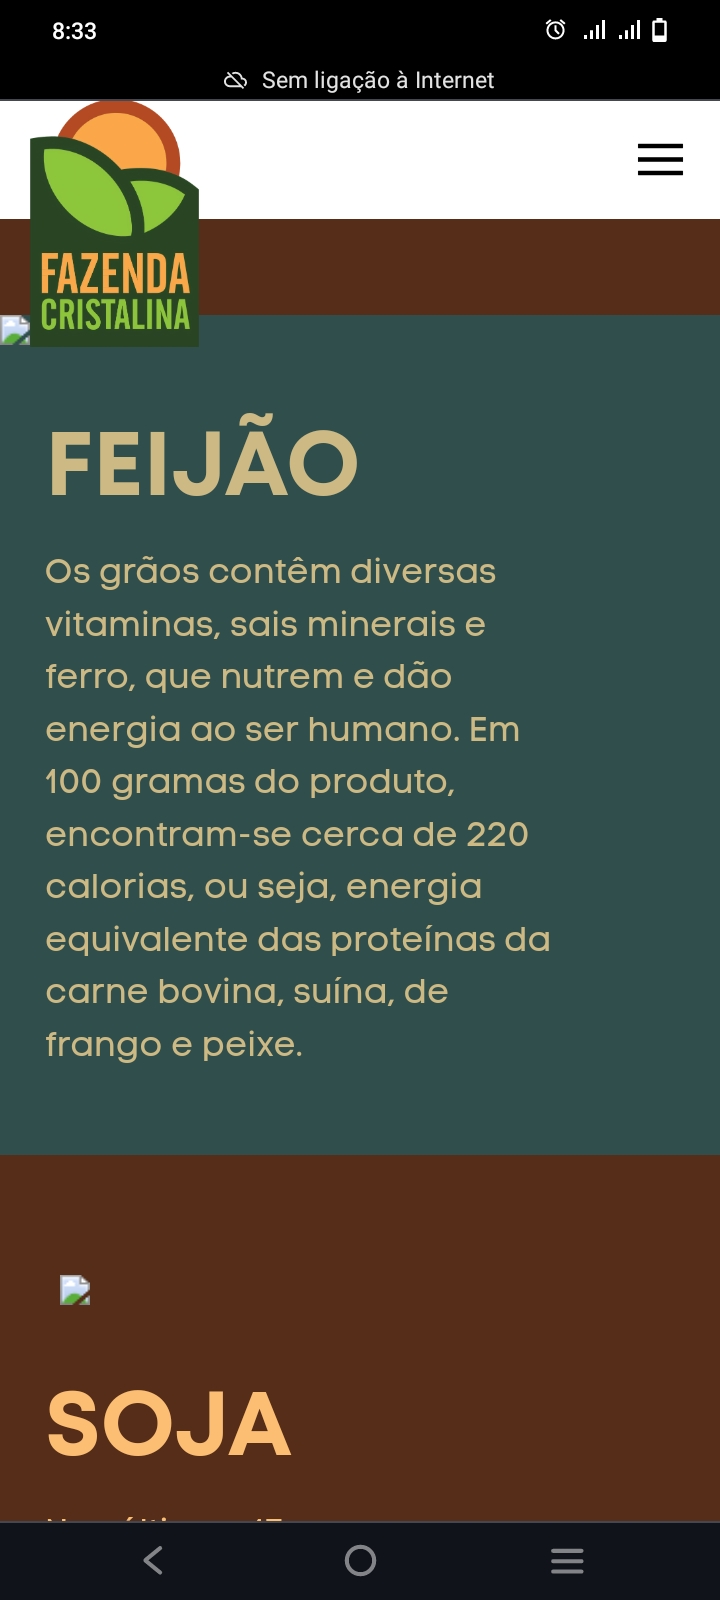 8:33
Sem ligação à Internet
FAZENDA
CRISTALINA
FEIJÃO
Os grãos contêm diversas
vitaminas, sais minerais e
ferro, que nutrem e dão
energia ao ser humano. Em
100 gramas do produto,
encontram-se cerca de 220
calorias, ou seja, energia
equivalente das proteínas da
carne bovina, suína, de
frango e peixe.
SOJA